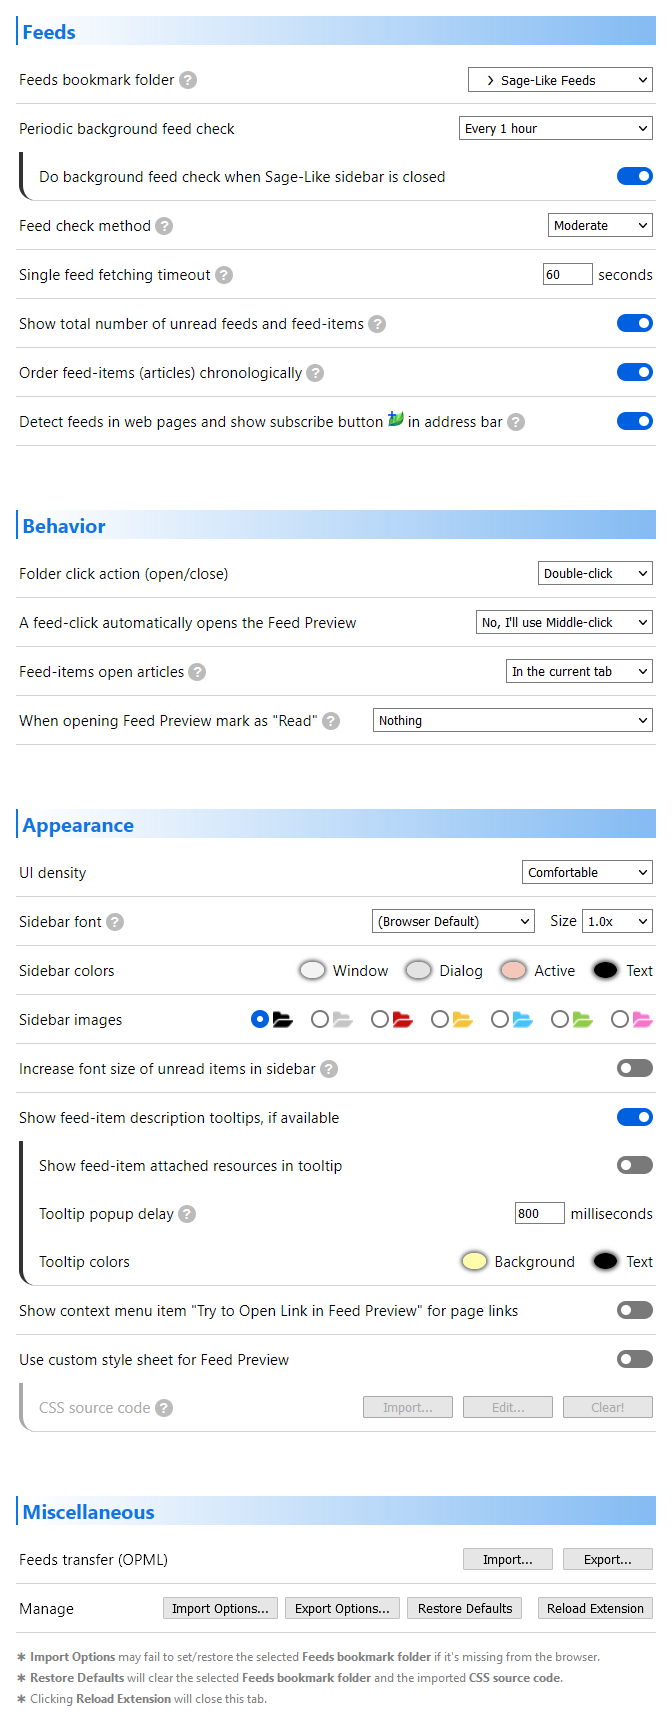 Feeds
Feeds bookmark folder ? > Sage-Like Feeds
Periodic background feed check Every 1 hour
Do background feed check when Sage-Like sidebar is closed
Feed check method ? Moderate
Single feed fetching timeout ? 60 seconds
Show total number of unread feeds and feed-items ?
Order feed-items (articles) chronologically ?
Detect feeds in web pages and show subscribe button in address bar ?
Behavior
Folder click action (open/close) Double-click
A feed-click automatically opens the Feed Preview No, I'll use Middle-click
Feed-items open articles ? In the current tab
When opening Feed Preview mark as "Read" ? Nothing
Appearance
UI density Comfortable
Sidebar font ? (Browser Default) Size 1.0x
Sidebar colors Window Dialog Active Text
Sidebar images
Increase font size of unread items in sidebar ?
Show feed-item description tooltips, if available
Show feed-item attached resources in tooltip
Tooltip popup delay ? 800 milliseconds
Tooltip colors Background Text
Show context menu item "Try to Open Link in Feed Preview" for page links
Use custom style sheet for Feed Preview
CSS source code ? Import... Edit... Clear!
Miscellaneous
Feeds transfer (OPML) Import... Export...
Manage Import Options... Export Options... Restore Defaults Reload Extension
∗ Import Options may fail to set/restore the selected Feeds bookmark folder if it's missing from the browser.
∗ Restore Defaults will clear the selected Feeds bookmark folder and the imported CSS source code.
∗ Clicking Reload Extension will close this tab.